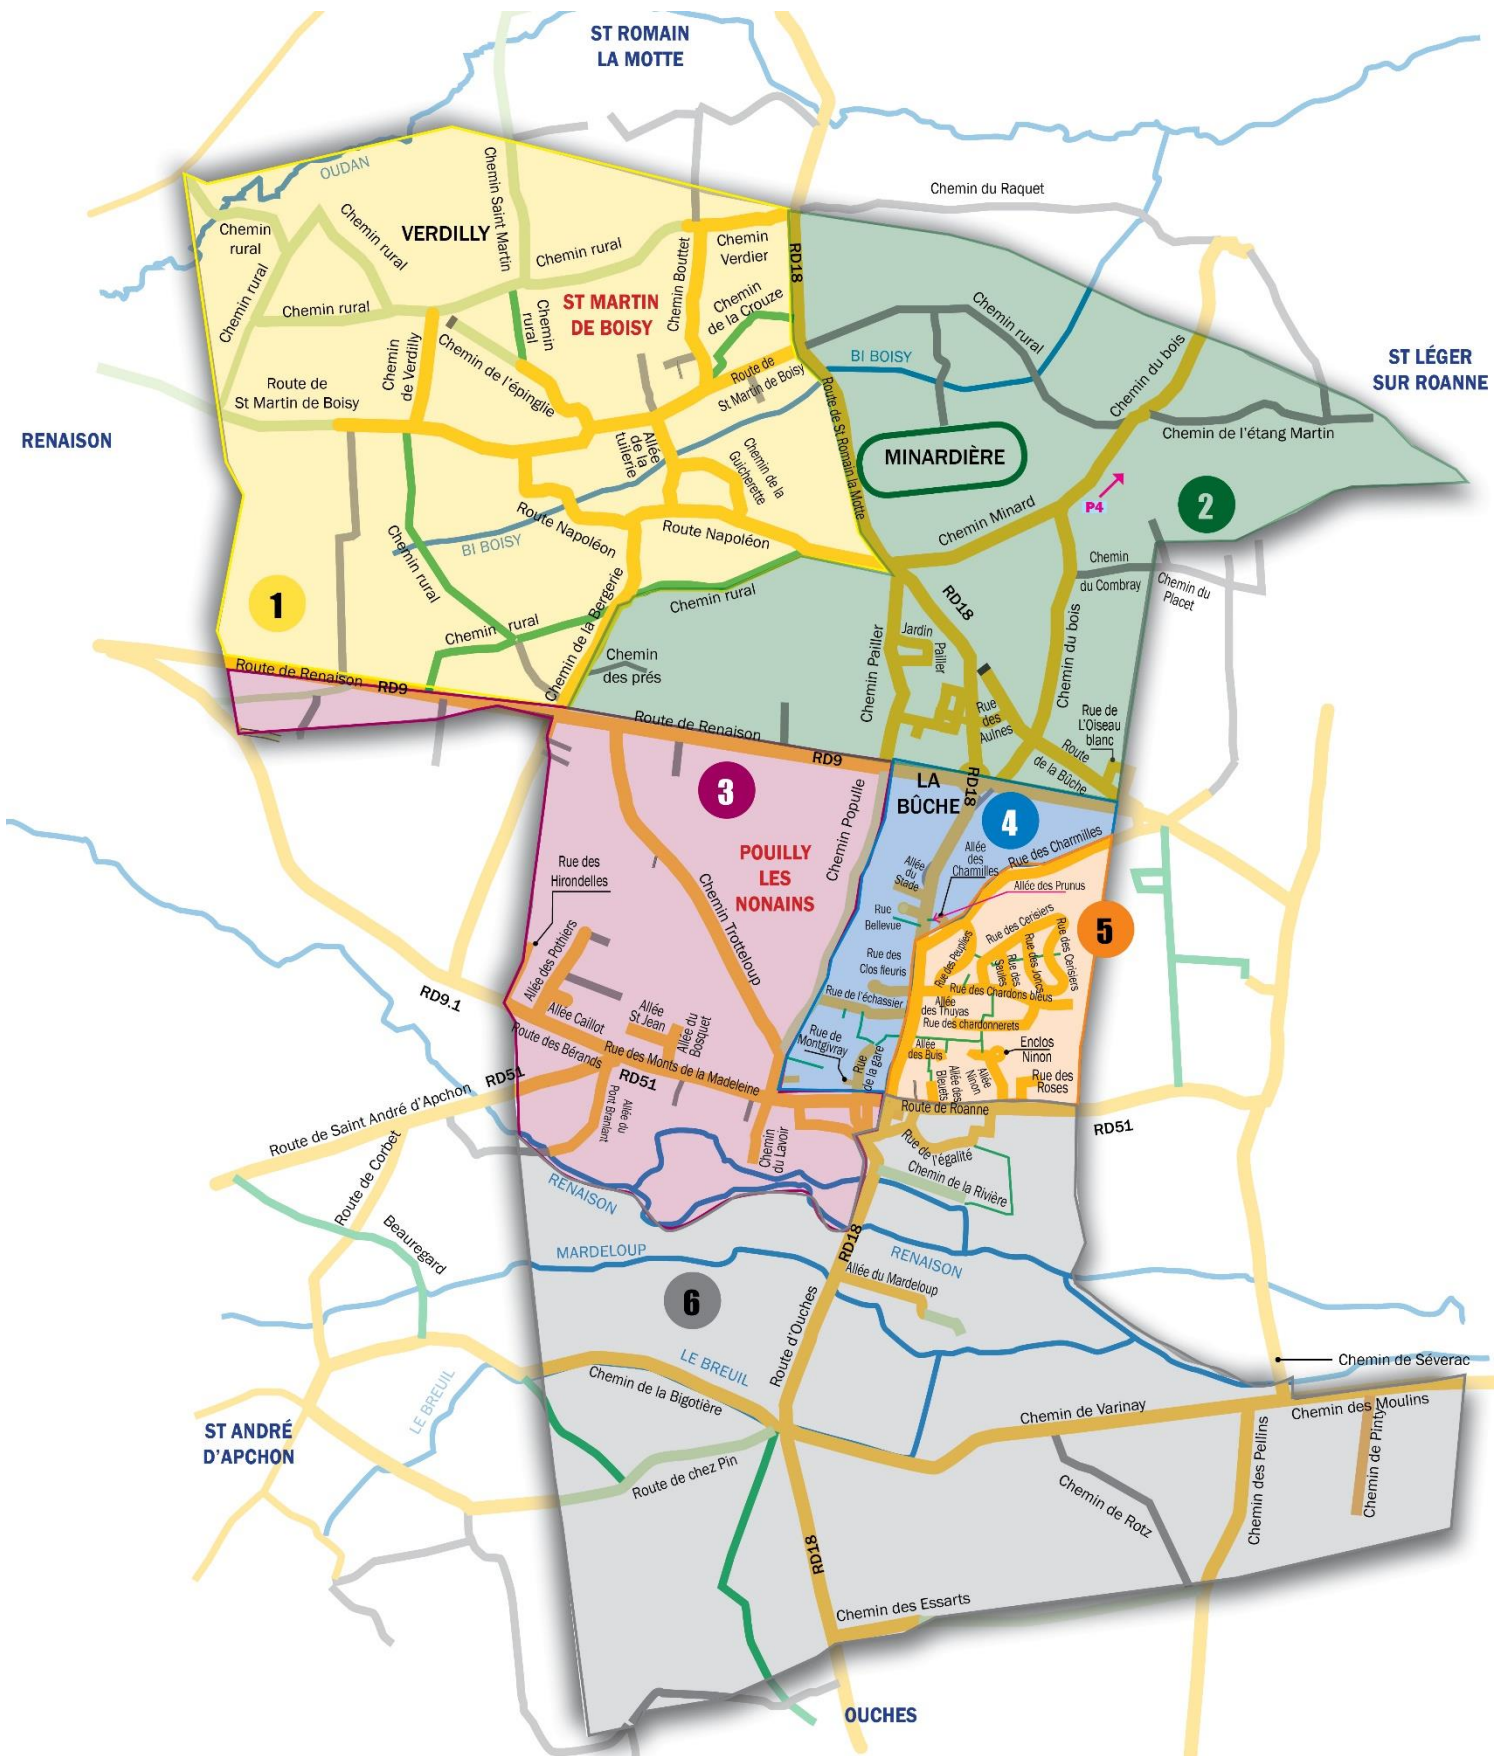 ST ROMAIN
LA MOTTE
OUDAN
Chemin
rural
Chemin rural
VERDILLY
Chemin Saint Martin
Chemin rural
Chemin Bouttet
Chemin
Verdier
RD18
Chemin du Raquet
Chemin rural
Chemin rural
Chemin
rural
ST MARTIN
DE BOISY
Chemin
de la Crouze
Chemin rural
BI BOISY
Chemin du bois
ST LÉGER
SUR ROANNE
Chemin
de Verdilly
Chemin de l'épinglie
Route de
St Martin de Boisy
Route de
St Martin de Boisy
Route de St Romain la Motte
RENAISON
Allée
de la
tuilerie
Chemin de la
Guicherette
MINARDIÈRE
Chemin de l'étang Martin
P4
2
Route Napoléon
Route Napoléon
BI BOISY
Chemin rural
Chemin Minard
Chemin
du Combray
Chemin du
Placet
1
Chemin rural
Chemin de la Bergerie
Chemin rural
RD18
Jardin
Pailler
Chemin Pailler
Chemin du bois
Chemin
des prés
Route de Renaison
RD9
Route de Renaison
RD9
Rue
des
Aulnes
Rue de
L'Oiseau
blanc
Route
de la Bûche
3
LA
BÛCHE
RD18
4
Chemin Populle
POUILLY
LES
NONAINS
Rue des
Hirondelles
Allée
du
Stade
Allée
des
Charmilles
Rue des Charmilles
Allée des Prunus
Chemin Trotteloup
Rue
Bellevue
5
Rue des Cerisiers
Rue des Cerisiers
Rue des Peupliers
Rue des
Saules
Rue des Joncs
Allée des Pothiers
Rue des
Clos fleuris
Rue de l'échassier
Rue des Chardons bleus
Allée
des Thuyas
Rue des chardonnerets
RD9.1
Allée Caillot
Allée
St Jean
Allée du
Bosquet
Rue de
Montgivray
Rue
de la gare
Allée
des Buis
Enclos
Ninon
Allée des
Bleuets
Allée
Ninon
Rue des
Roses
Route des Bérands
Rue des Monts de la Madeleine
RD51
RD51
Route de Roanne
RD51
Route de Saint André d'Apchon
Allée du
Pont Branlant
Chemin
du Lavoir
Rue de
l'égalité
Chemin de la Rivière
Route de Corbet
Beauregard
RENAISON
MARDELOUP
RD18
RENAISON
Allée du Mardeloup
6
Route d'Ouches
LE BREUIL
Chemin de la Bigotière
Chemin de Séverac
LE BREUIL
ST ANDRÉ
D'APCHON
Chemin de Varinay
Chemin des Moulins
Chemin des Pellins
Chemin de Pinty
Route de chez Pin
Chemin de Rotz
RD18
Chemin des Essarts
OUCHES